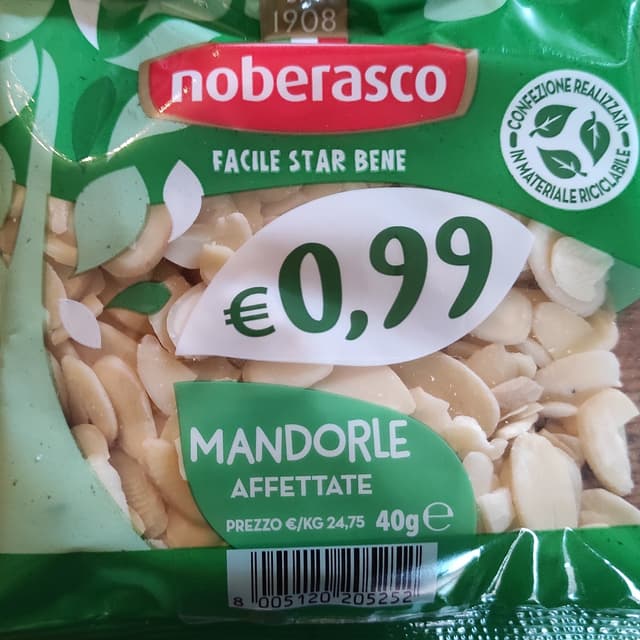 1908
noberasco
FACILE STAR BENE
CONFEZIONE REALIZZATA
IN MATERIALE RICICLABILE
€0,99
MANDORLE
AFFETTATE
PREZZO €/KG 24,75 40g℮
8 005120 205252